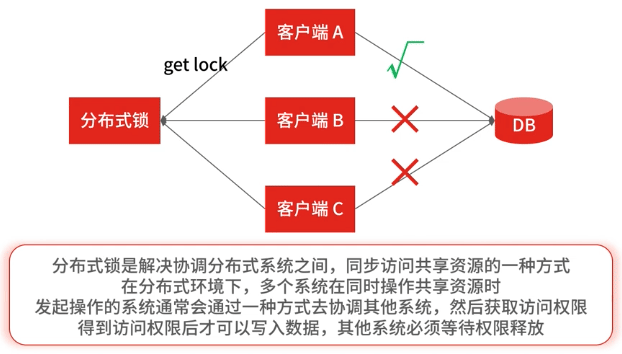 客户端 A
get lock
分布式锁
客户端 B
DB
客户端 C
分布式锁是解决协调分布式系统之间，同步访问共享资源的一种方式
在分布式环境下，多个系统在同时操作共享资源时
发起操作的系统通常会通过一种方式去协调其他系统，然后获取访问权限
得到访问权限后才可以写入数据，其他系统必须等待权限释放